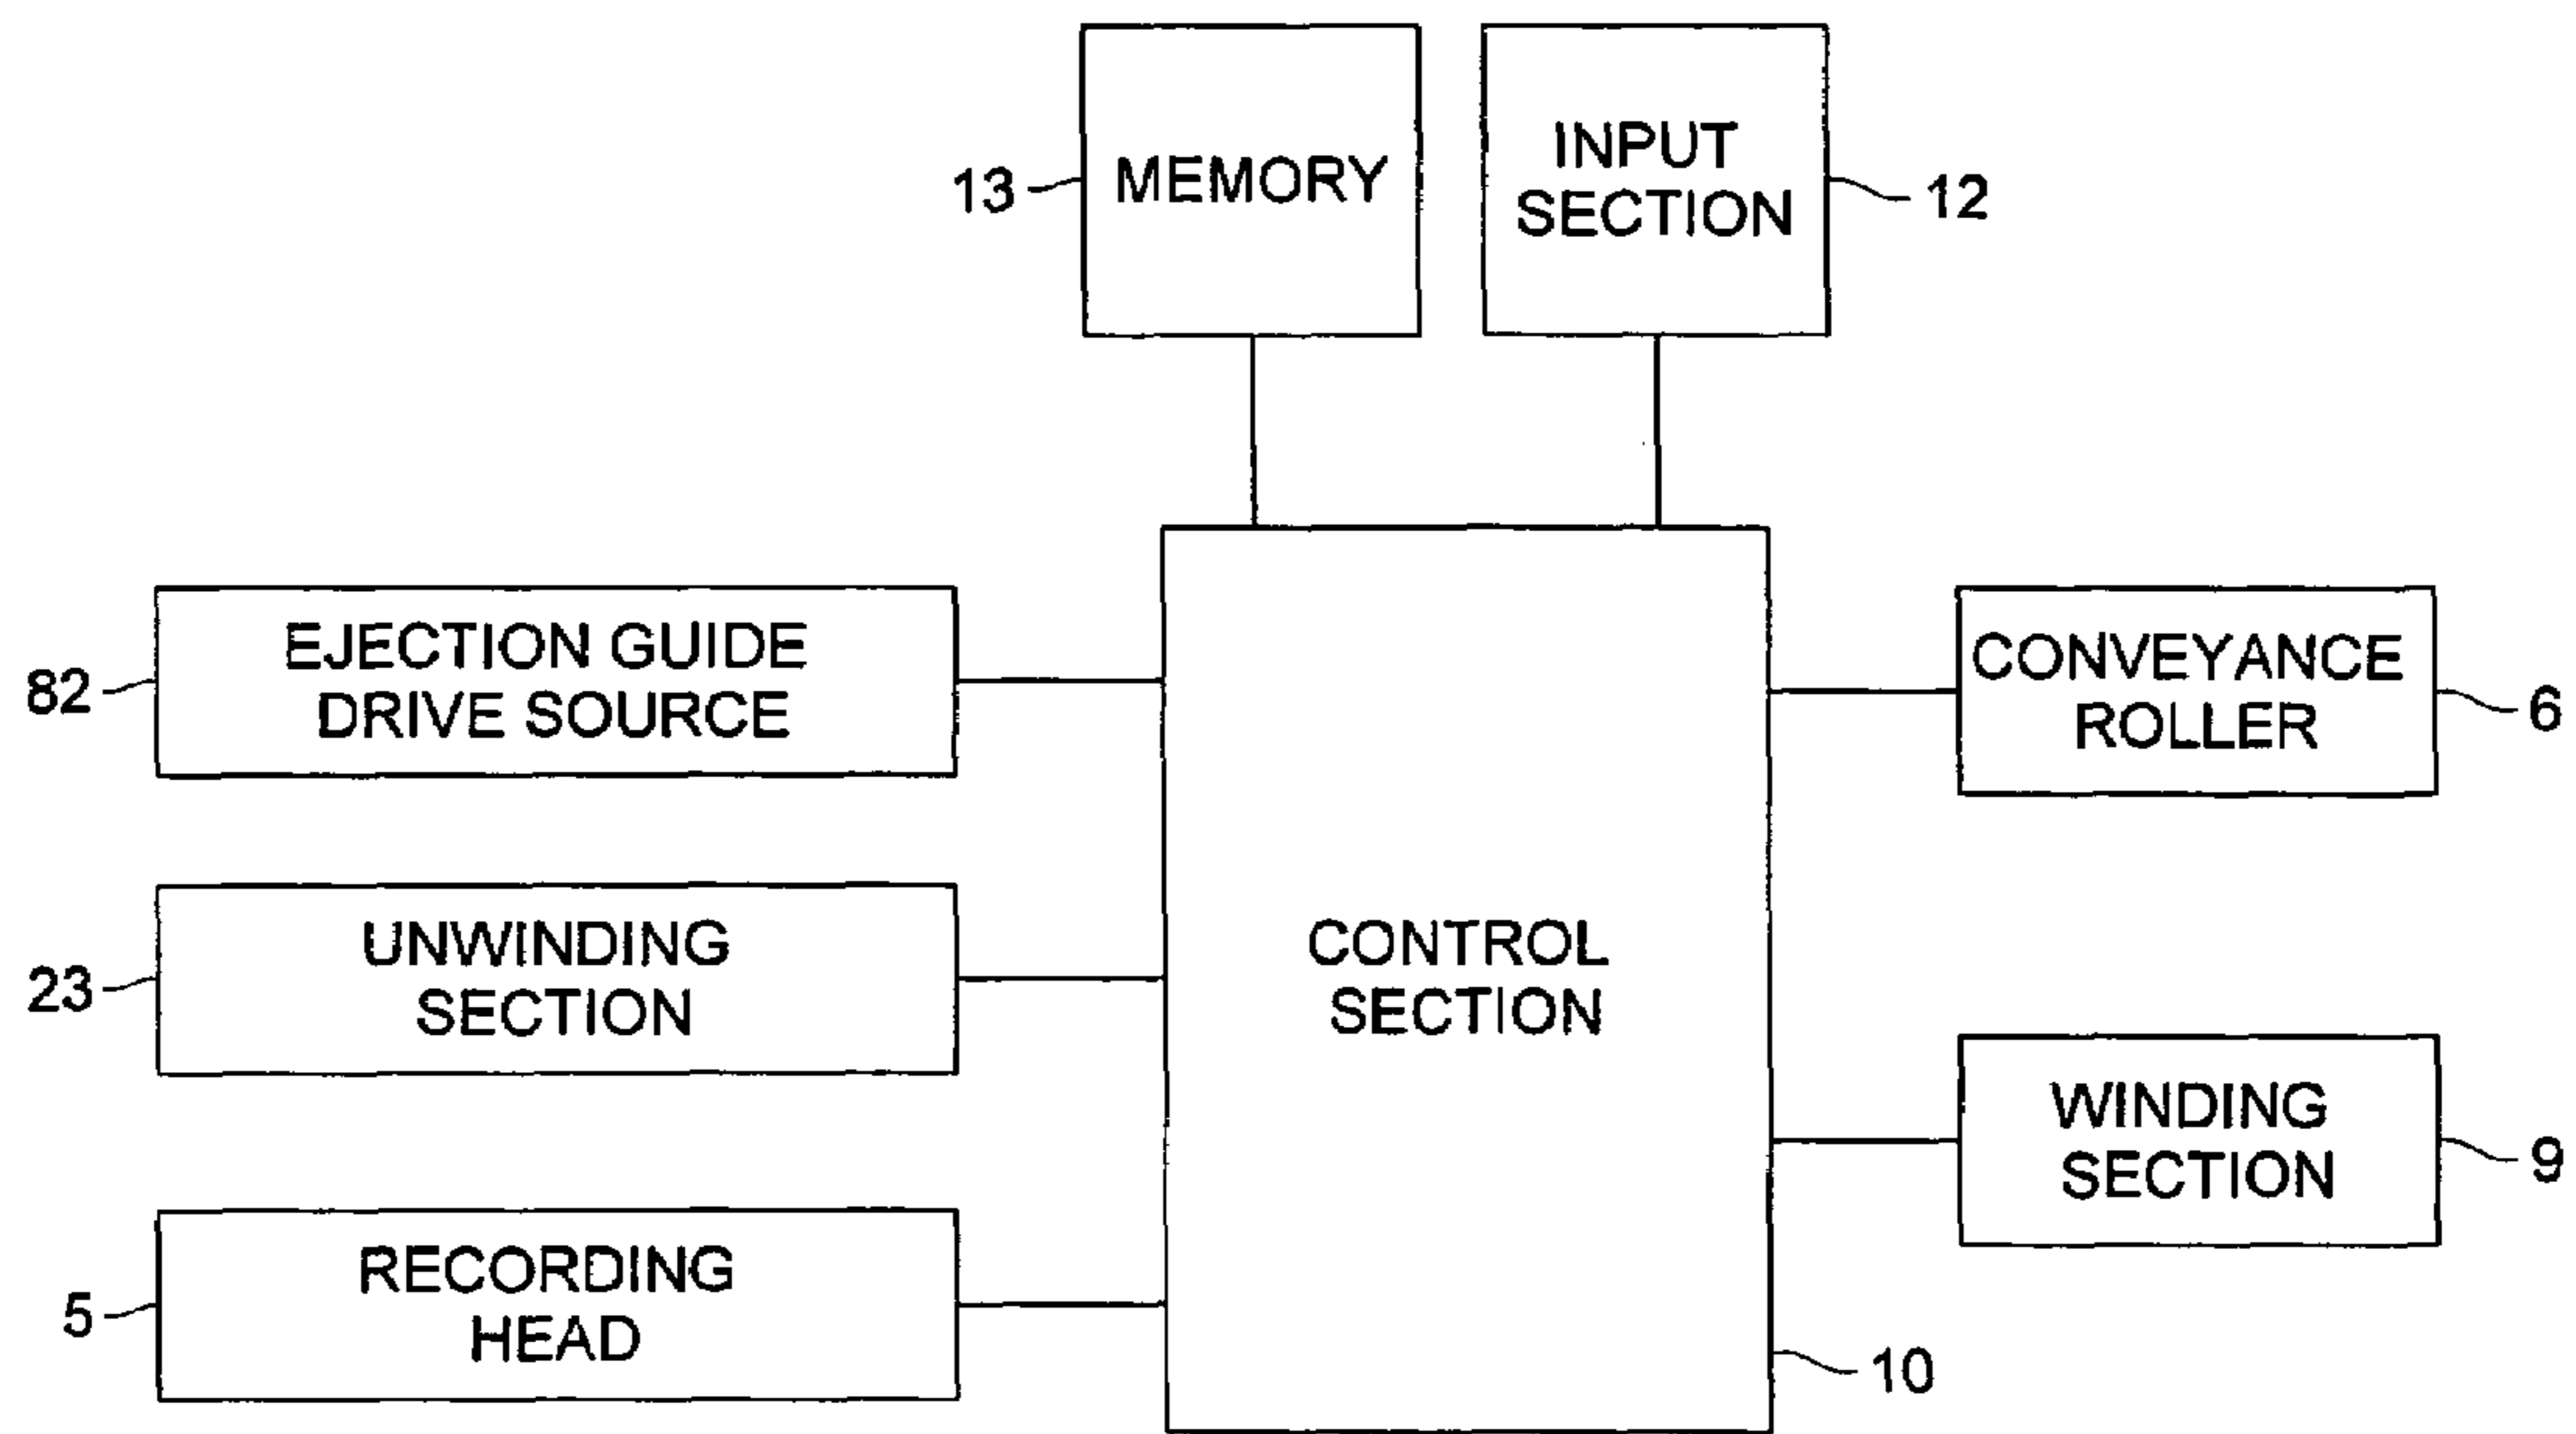 MEMORY
13
INPUT
SECTION
12
EJECTION GUIDE
DRIVE SOURCE
82
CONVEYANCE
ROLLER
6
UNWINDING
SECTION
23
CONTROL
SECTION
10
WINDING
SECTION
9
RECORDING
HEAD
5